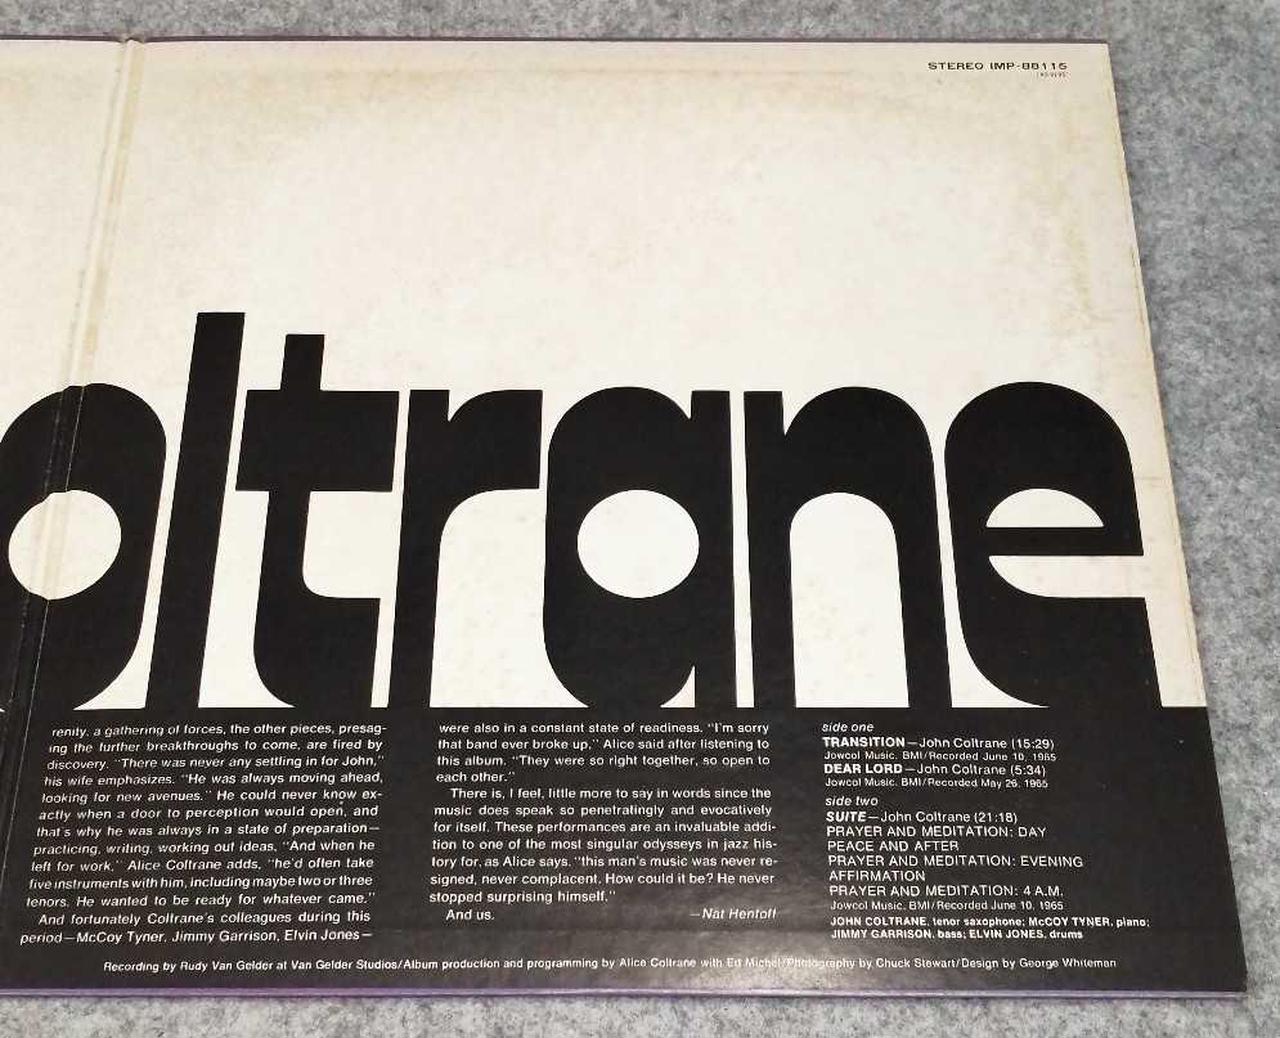 STEREO IMP-88115
oltrane
renity, a gathering of forces, the other pieces, presag-
ing the further breakthroughs to come, are fired by
discovery. "There was never any settling in for John,"
his wife emphasizes. "He was always moving ahead,
looking for new avenues." He could never know ex-
actly when a door to perception would open, and
that's why he was always in a state of preparation—
practicing, writing, working out ideas. "And when he
left for work," Alice Coltrane adds, "he'd often take
five instruments with him, including maybe two or three
tenors. He wanted to be ready for whatever came."
And fortunately Coltrane's colleagues during this
period—McCoy Tyner, Jimmy Garrison, Elvin Jones—
were also in a constant state of readiness. "I'm sorry
that band ever broke up," Alice said after listening to
this album. "They were so right together, so open to
each other."
There is, I feel, little more to say in words since the
music does speak so penetratingly and evocatively
for itself. These performances are an invaluable addi-
tion to one of the most singular odysseys in jazz his-
tory for, as Alice says, "this man's music was never re-
signed, never complacent. How could it be? He never
stopped surprising himself."
And us.
—Nat Hentoff
side one
TRANSITION—John Coltrane (15:29)
Jowcol Music, BMI/Recorded June 10, 1965
DEAR LORD—John Coltrane (5:34)
Jowcol Music, BMI/Recorded May 26, 1965
side two
SUITE—John Coltrane (21:18)
PRAYER AND MEDITATION: DAY
PEACE AND AFTER
PRAYER AND MEDITATION: EVENING
AFFIRMATION
PRAYER AND MEDITATION: 4 A.M.
Jowcol Music, BMI/Recorded June 10, 1965
JOHN COLTRANE, tenor saxophone; McCOY TYNER, piano;
JIMMY GARRISON, bass; ELVIN JONES, drums
Recording by Rudy Van Gelder at Van Gelder Studios/Album production and programming by Alice Coltrane with Ed Michel/Photography by Chuck Stewart/Design by George Whiteman